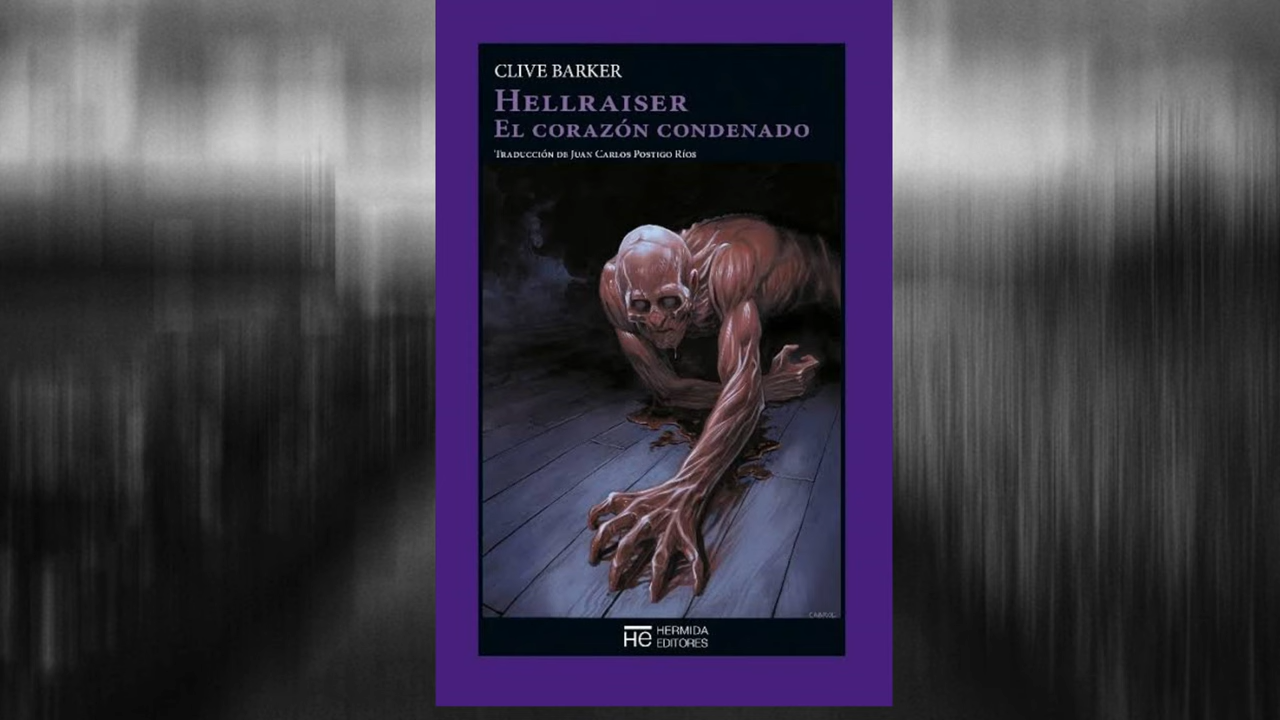 CLIVE BARKER
HELLRAISER
EL CORAZÓN CONDENADO
TRADUCCIÓN DE JUAN CARLOS POSTIGO RÍOS
HE HERMIDA
EDITORES